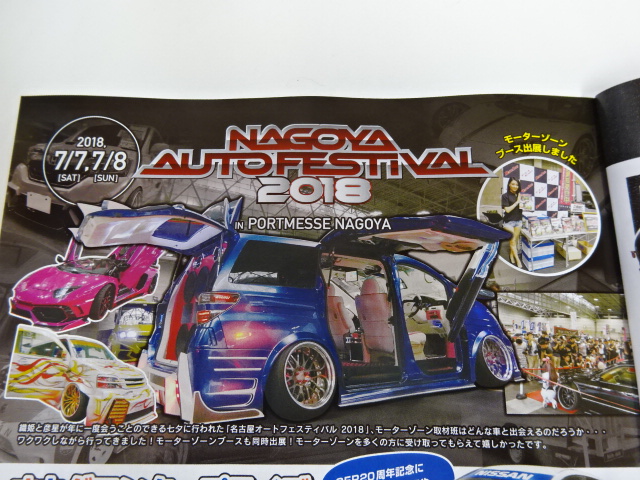 2018.
7/7,7/8
[SAT] [SUN]
NAGOYA
AUTO FESTIVAL
2018
IN PORTMESSE NAGOYA
モーターゾーン
ブース出展しました
織姫と彦星が年に一度会うことのできる七夕に行われた「名古屋オートフェスティバル 2018」、モーターゾーン取材班はどんな車と出会えるのだろうか・・・
ワクワクしながら行ってきました！モーターゾーンブースも同時出展！モーターゾーンを多くの方に受け取ってもらえて嬉しかったです。
20周年記念に
NISSAN